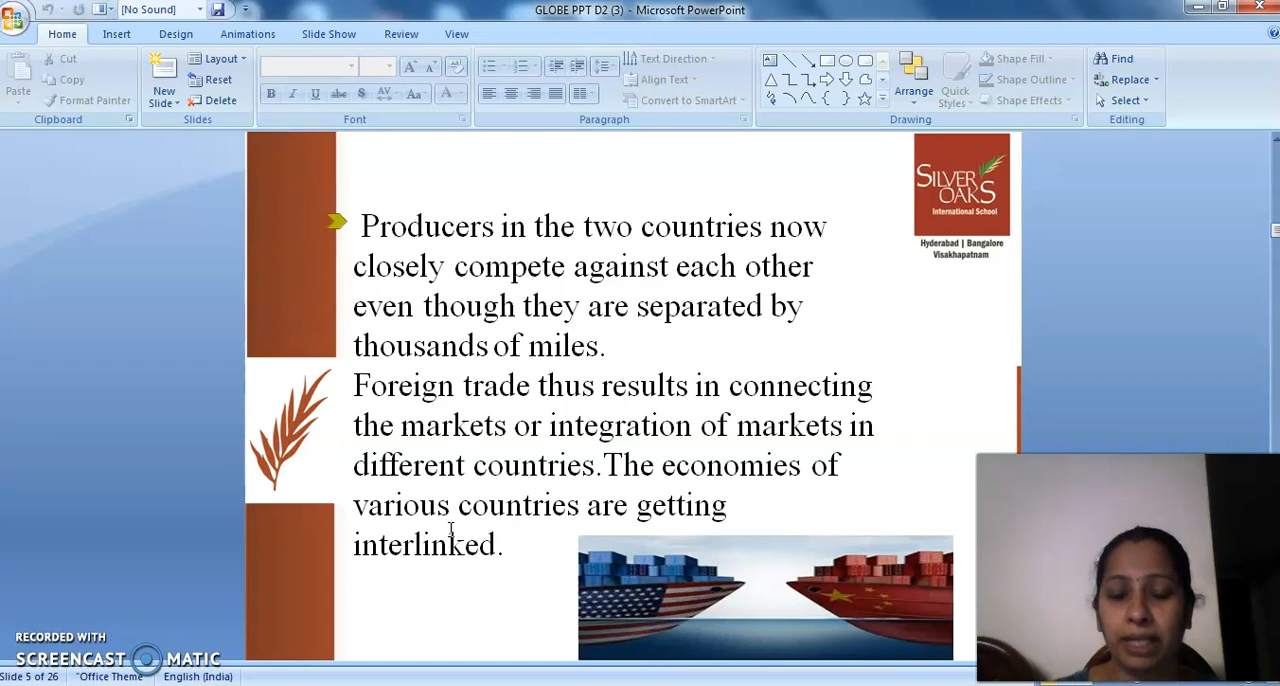 [No Sound]
GLOBE PPT D2 (3) - Microsoft PowerPoint
Home Insert Design Animations Slide Show Review View
Paste
Cut
Copy
Format Painter
Clipboard
New
Slide
Layout
Reset
Delete
Slides
B I U abc S AV Aa A
Font
Text Direction
Align Text
Convert to SmartArt
Paragraph
Arrange
Quick
Styles
Shape Fill
Shape Outline
Shape Effects
Drawing
Find
Replace
Select
Editing
SILVER
OAKS
International School
Hyderabad | Bangalore
Visakhapatnam
Producers in the two countries now
closely compete against each other
even though they are separated by
thousands of miles.
Foreign trade thus results in connecting
the markets or integration of markets in
different countries.The economies of
various countries are getting
interlinked.
RECORDED WITH
SCREENCAST MATIC
Slide 5 of 26 "Office Theme" English (India)